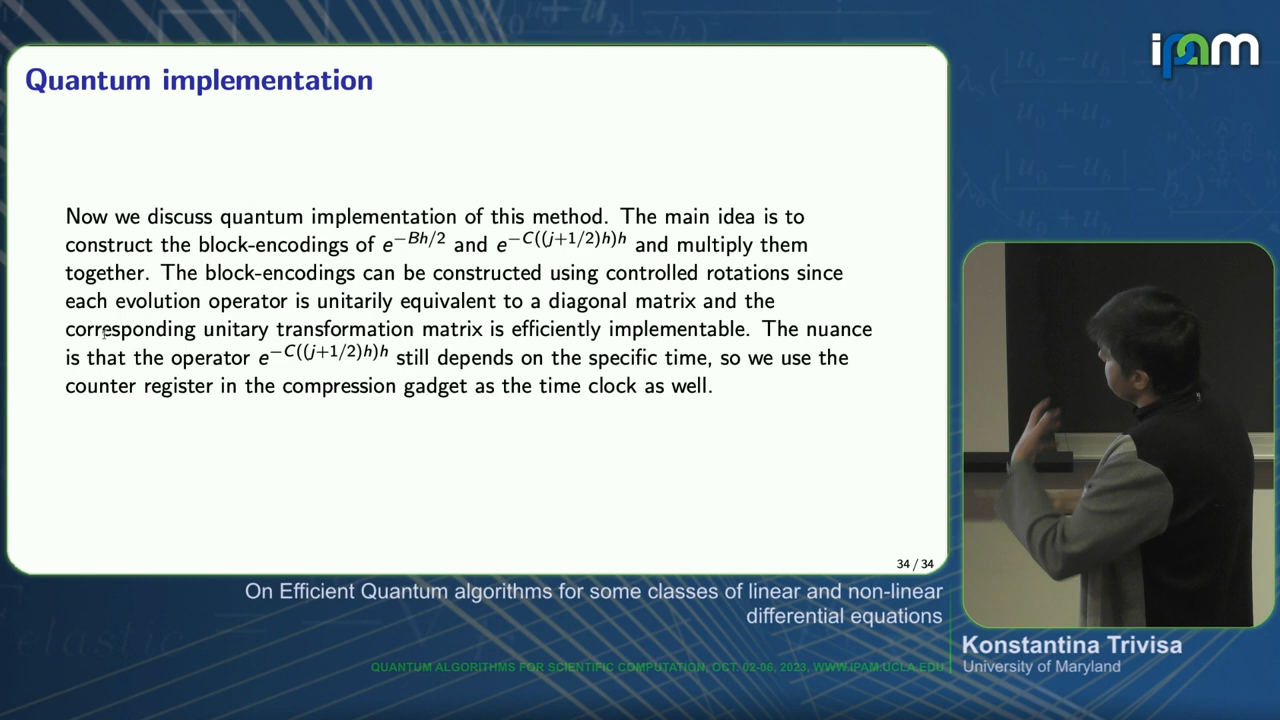 ipam
Quantum implementation
Now we discuss quantum implementation of this method. The main idea is to
construct the block-encodings of e^{−Bh/2} and e^{−C((j+1/2)h)h} and multiply them
together. The block-encodings can be constructed using controlled rotations since
each evolution operator is unitarily equivalent to a diagonal matrix and the
corresponding unitary transformation matrix is efficiently implementable. The nuance
is that the operator e^{−C((j+1/2)h)h} still depends on the specific time, so we use the
counter register in the compression gadget as the time clock as well.
34 / 34
On Efficient Quantum algorithms for some classes of linear and non-linear
differential equations
Konstantina Trivisa
University of Maryland
QUANTUM ALGORITHMS FOR SCIENTIFIC COMPUTATION, OCT. 02-06, 2023, WWW.IPAM.UCLA.EDU
elastic